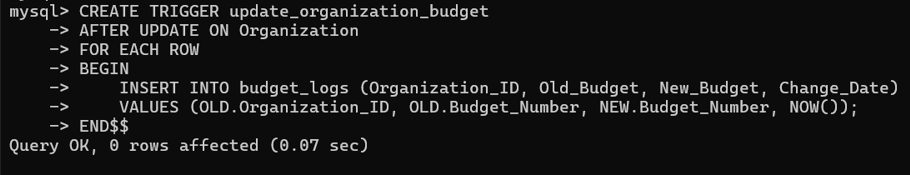 mysql> CREATE TRIGGER update_organization_budget
    -> AFTER UPDATE ON Organization
    -> FOR EACH ROW
    -> BEGIN
    ->     INSERT INTO budget_logs (Organization_ID, Old_Budget, New_Budget, Change_Date)
    ->     VALUES (OLD.Organization_ID, OLD.Budget_Number, NEW.Budget_Number, NOW());
    -> END$$
Query OK, 0 rows affected (0.07 sec)